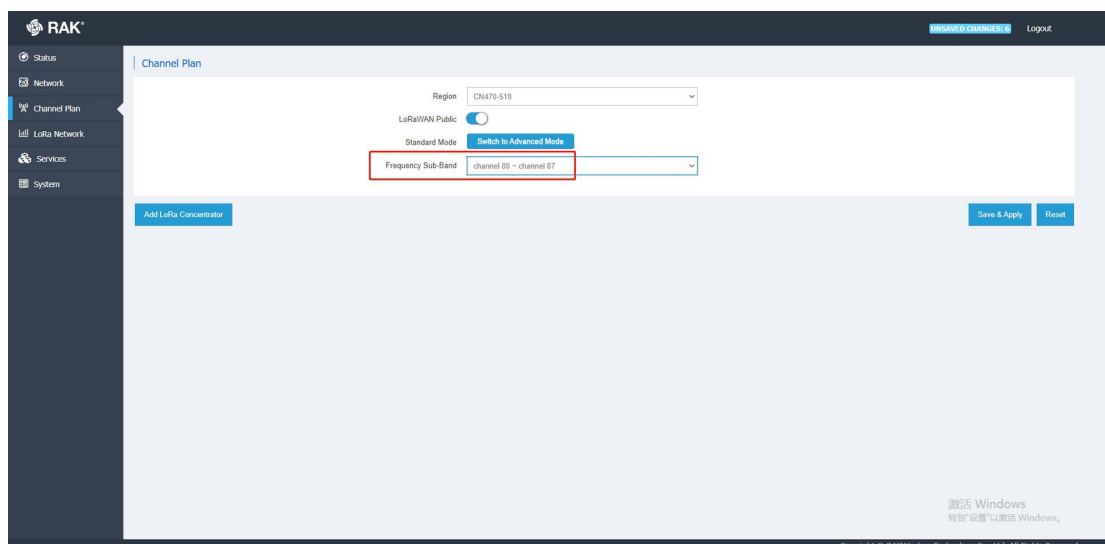 RAK®
UNSAVED CHANGES: 6 Logout
Status
Network
Channel Plan
LoRa Network
Services
System
Channel Plan
Region CN470-510
LoRaWAN Public
Standard Mode Switch to Advanced Mode
Frequency Sub-Band channel 80 ~ channel 87
Add LoRa Concentrator Save & Apply Reset
激活 Windows
转到"设置"以激活 Windows。